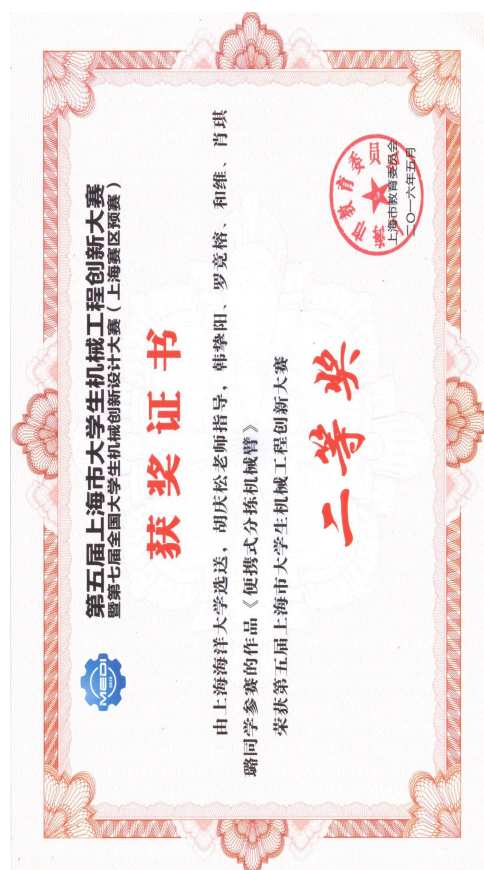 MEDI
第五届上海市大学生机械工程创新大赛
暨第七届全国大学生机械创新设计大赛（上海赛区预赛）
获奖证书
由上海海洋大学选送，胡庆松老师指导，韩挚阳、罗竞格、和维、肖琪
璐同学参赛的作品《便携式分拣机械臂》
荣获第五届上海市大学生机械工程创新大赛
二等奖
上海市教育委员会
二〇一六年五月